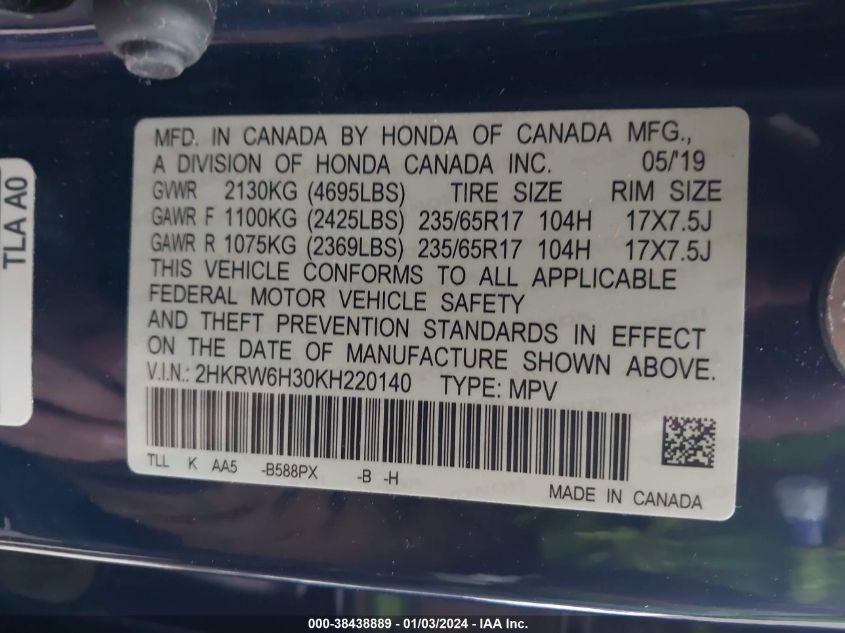 MFD. IN CANADA BY HONDA OF CANADA MFG.,
A DIVISION OF HONDA CANADA INC. 05/'19
GVWR 2130KG (4695LBS) TIRE SIZE RIM SIZE
GAWR F 1100KG (2425LBS) 235/65R17 104H 17X7.5J
GAWR R 1075KG (2369LBS) 235/65R17 104H 17X7.5J
THIS VEHICLE CONFORMS TO ALL APPLICABLE
FEDERAL MOTOR VEHICLE SAFETY
AND THEFT PREVENTION STANDARDS IN EFFECT
ON THE DATE OF MANUFACTURE SHOWN ABOVE.
V.I.N.: 2HKRW6H30KH220140 TYPE: MPV
TLL K AA5 -B588PX -B -H
MADE IN CANADA
TLA A0
000-38438889 - 01/03/2024 - IAA Inc.